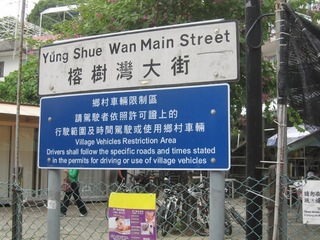 Yung Shue Wan Main Street
榕樹灣大街
鄉村車輛限制區
請駕駛者依照許可證上的
行駛範圍及時間駕駛或使用鄉村車輛
Village Vehicles Restriction Area
Drivers shall follow the specific roads and times stated
in the permits for driving or use of village vehicles